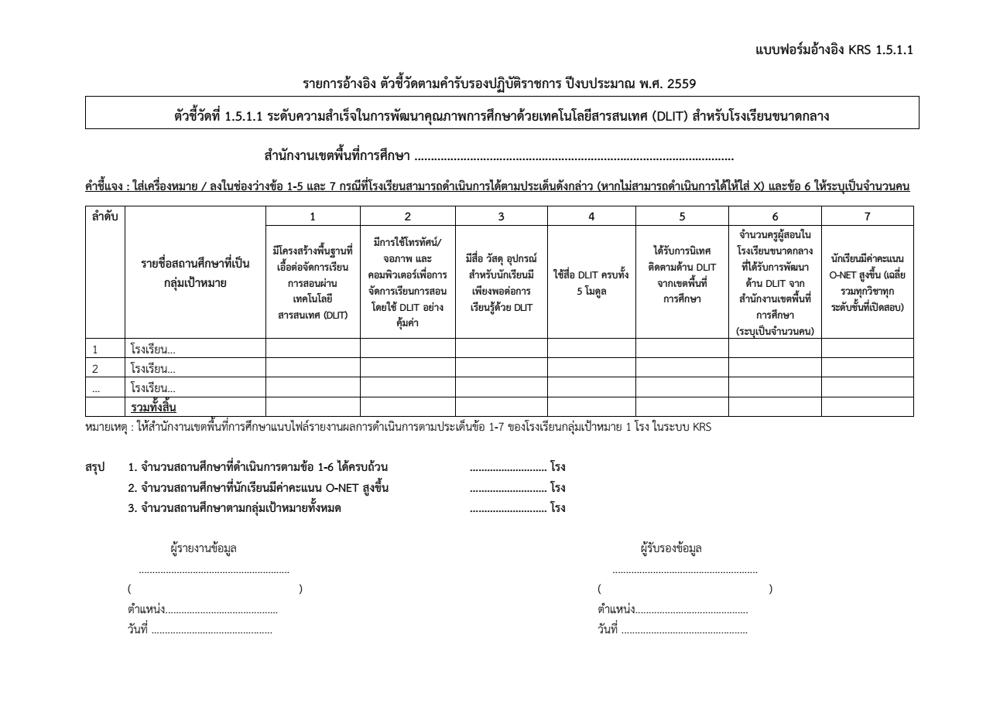 แบบฟอร์มอ้างอิง KRS 1.5.1.1
รายการอ้างอิง ตัวชี้วัดตามคำรับรองปฏิบัติราชการ ปีงบประมาณ พ.ศ. 2559
ตัวชี้วัดที่ 1.5.1.1 ระดับความสำเร็จในการพัฒนาคุณภาพการศึกษาด้วยเทคโนโลยีสารสนเทศ (DLIT) สำหรับโรงเรียนขนาดกลาง
สำนักงานเขตพื้นที่การศึกษา ................................................................................................
คำชี้แจง : ใส่เครื่องหมาย / ลงในช่องว่างข้อ 1-5 และ 7 กรณีที่โรงเรียนสามารถดำเนินการได้ตามประเด็นดังกล่าว (หากไม่สามารถดำเนินการได้ให้ใส่ X) และข้อ 6 ให้ระบุเป็นจำนวนคน
ลำดับ
รายชื่อสถานศึกษาที่เป็น
กลุ่มเป้าหมาย
1
มีโครงสร้างพื้นฐานที่
เอื้อต่อจัดการเรียน
การสอนผ่าน
เทคโนโลยี
สารสนเทศ (DLIT)
2
มีการใช้โทรทัศน์/
จอภาพ และ
คอมพิวเตอร์เพื่อการ
จัดการเรียนการสอน
โดยใช้ DLIT อย่าง
คุ้มค่า
3
มีสื่อ วัสดุ อุปกรณ์
สำหรับนักเรียนมี
เพียงพอต่อการ
เรียนรู้ด้วย DLIT
4
ใช้สื่อ DLIT ครบทั้ง
5 โมดูล
5
ได้รับการนิเทศ
ติดตามด้าน DLIT
จากเขตพื้นที่
การศึกษา
6
จำนวนครูผู้สอนใน
โรงเรียนขนาดกลาง
ที่ได้รับการพัฒนา
ด้าน DLIT จาก
สำนักงานเขตพื้นที่
การศึกษา
(ระบุเป็นจำนวนคน)
7
นักเรียนมีค่าคะแนน
O-NET สูงขึ้น (เฉลี่ย
รวมทุกวิชาทุก
ระดับชั้นที่เปิดสอบ)
1 โรงเรียน...
2 โรงเรียน...
... โรงเรียน...
รวมทั้งสิ้น
หมายเหตุ : ให้สำนักงานเขตพื้นที่การศึกษาแนบไฟล์รายงานผลการดำเนินการตามประเด็นข้อ 1-7 ของโรงเรียนกลุ่มเป้าหมาย 1 โรง ในระบบ KRS
สรุป 1. จำนวนสถานศึกษาที่ดำเนินการตามข้อ 1-6 ได้ครบถ้วน .......................... โรง
2. จำนวนสถานศึกษาที่นักเรียนมีค่าคะแนน O-NET สูงขึ้น .......................... โรง
3. จำนวนสถานศึกษาตามกลุ่มเป้าหมายทั้งหมด .......................... โรง
ผู้รายงานข้อมูล ผู้รับรองข้อมูล
........................................................ ......................................................
( ) ( )
ตำแหน่ง.......................................... ตำแหน่ง..........................................
วันที่ ............................................. วันที่ ...............................................